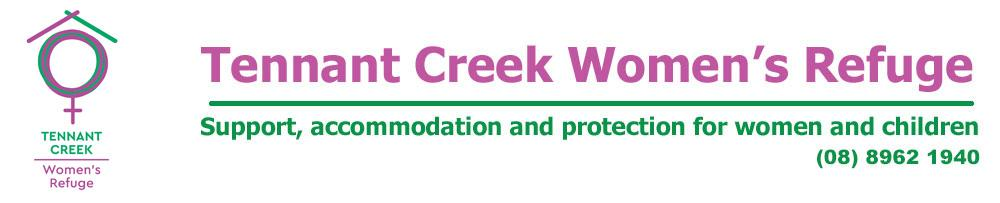 TENNANT
CREEK
Women's
Refuge
Tennant Creek Women’s Refuge
Support, accommodation and protection for women and children
(08) 8962 1940